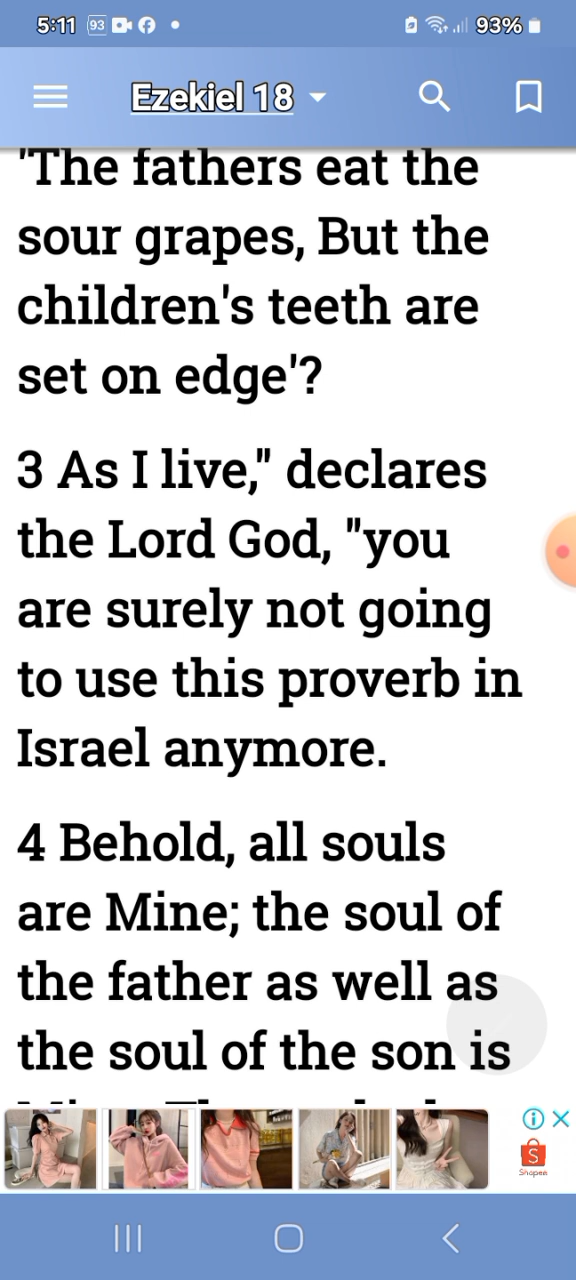 5:11 93 93%
Ezekiel 18
'The fathers eat the
sour grapes, But the
children's teeth are
set on edge'?
3 As I live," declares
the Lord God, "you
are surely not going
to use this proverb in
Israel anymore.
4 Behold, all souls
are Mine; the soul of
the father as well as
the soul of the son is
Shopee